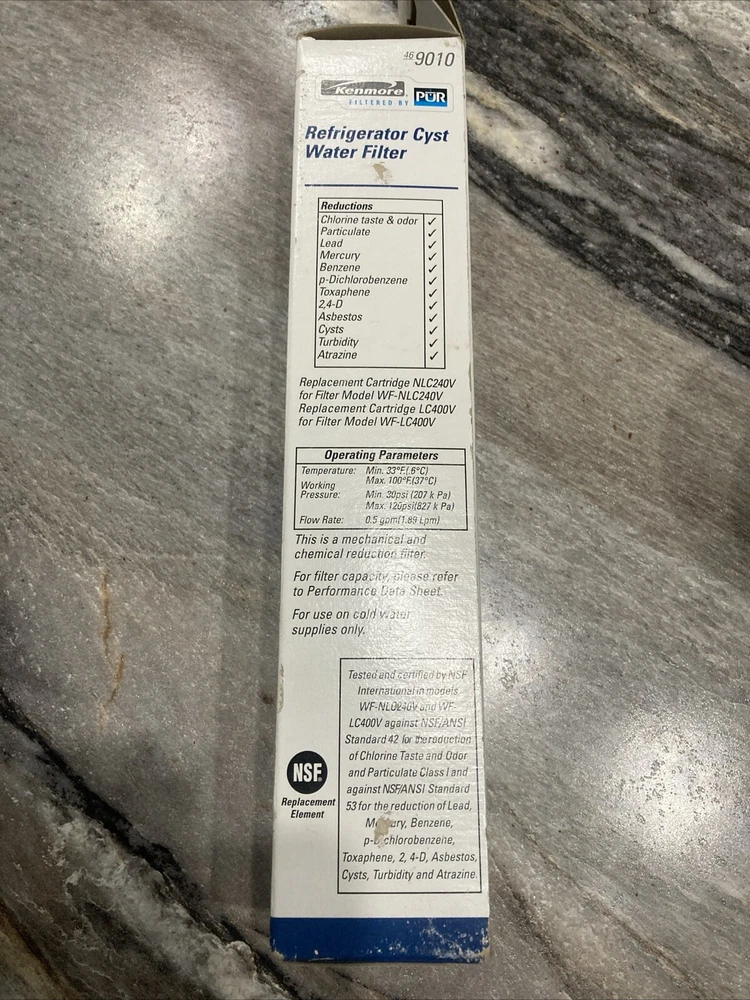 46 9010
Kenmore
FILTERED BY PUR
Refrigerator Cyst
Water Filter
Reductions
Chlorine taste & odor ✓
Particulate ✓
Lead ✓
Mercury ✓
Benzene ✓
p-Dichlorobenzene ✓
Toxaphene ✓
2,4-D ✓
Asbestos ✓
Cysts ✓
Turbidity ✓
Atrazine ✓
Replacement Cartridge NLC240V
for Filter Model WF-NLC240V
Replacement Cartridge LC400V
for Filter Model WF-LC400V
Operating Parameters
Temperature: Min. 33°F(.6°C)
Max. 100°F(37°C)
Working
Pressure: Min. 30psi (207 k Pa)
Max. 120psi(827 k Pa)
Flow Rate: 0.5 gpm(1.89 Lpm)
This is a mechanical and
chemical reduction filter.
For filter capacity, please refer
to Performance Data Sheet.
For use on cold water
supplies only.
Tested and certified by NSF
International in models
WF-NLC240V and WF-
LC400V against NSF/ANSI
Standard 42 for the reduction
of Chlorine Taste and Odor
and Particulate Class I and
against NSF/ANSI Standard
53 for the reduction of Lead,
Mercury, Benzene,
p-Dichlorobenzene,
Toxaphene, 2, 4-D, Asbestos,
Cysts, Turbidity and Atrazine.
NSF
Replacement
Element